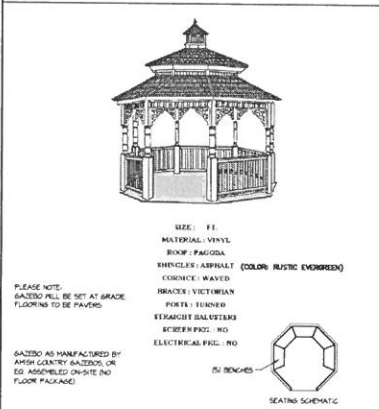 SIZE: FT.
MATERIAL: VINYL
ROOF: PAGODA
SHINGLES: ASPHALT (COLOR: RUSTIC EVERGREEN)
CORNICE: WAVED
BRACES: VICTORIAN
POSTS: TURNED
STRAIGHT BALUSTERS
SCREEN PKG.: NO
ELECTRICAL PKG.: NO
PLEASE NOTE:
GAZEBO WILL BE SET AT GRADE.
FLOORING TO BE PAVERS
GAZEBO AS MANUFACTURED BY
AMISH COUNTRY GAZEBOS, OR
EQ. ASSEMBLED ON-SITE (NO
FLOOR PACKAGE)
(5) BENCHES
SEATING SCHEMATIC